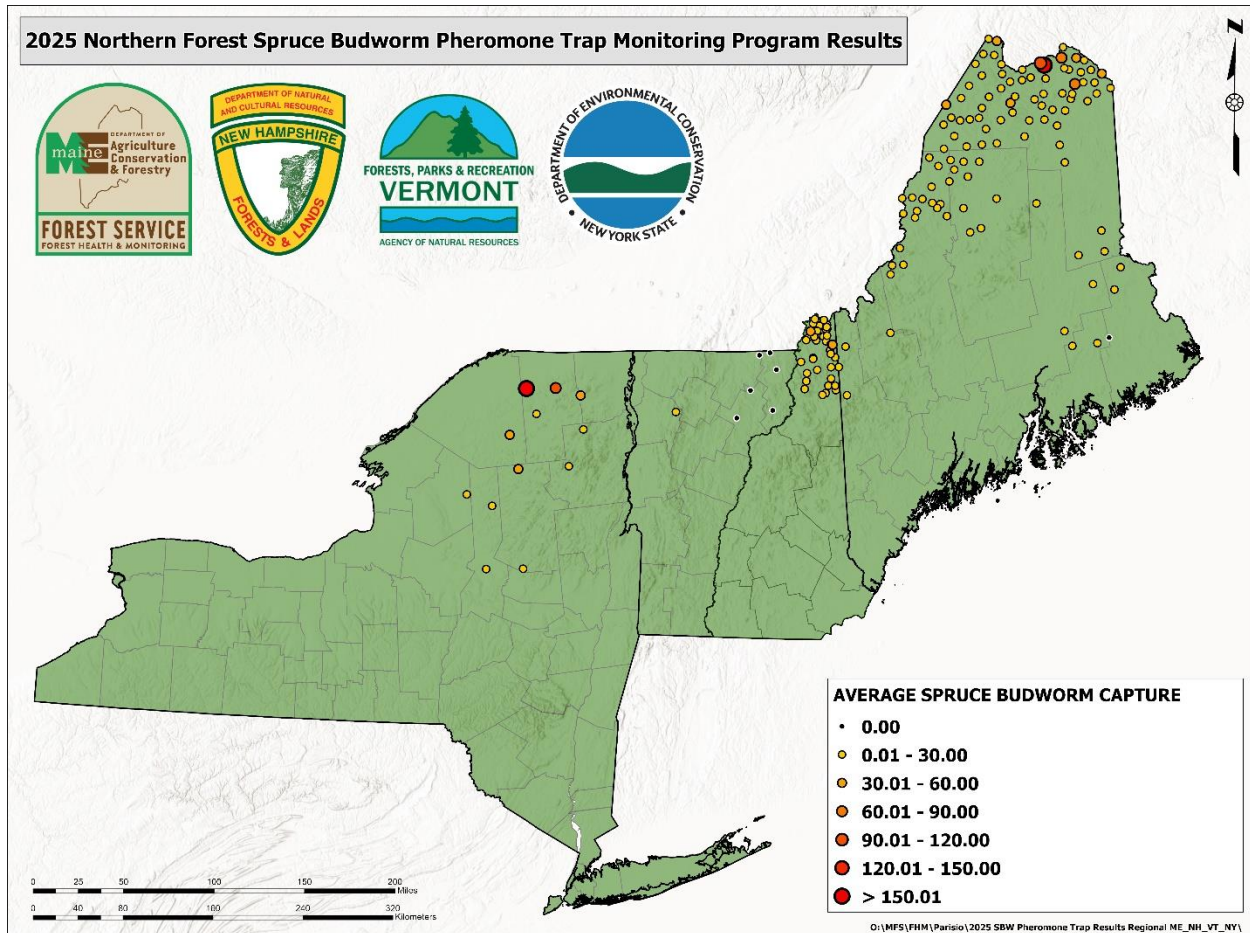 2025 Northern Forest Spruce Budworm Pheromone Trap Monitoring Program Results
N
DEPARTMENT OF
Agriculture
Conservation
& Forestry
ME
maine
FOREST SERVICE
FOREST HEALTH & MONITORING
DEPARTMENT OF NATURAL
AND CULTURAL RESOURCES
NEW HAMPSHIRE
FORESTS & LANDS
FORESTS, PARKS & RECREATION
VERMONT
AGENCY OF NATURAL RESOURCES
DEPARTMENT OF ENVIRONMENTAL CONSERVATION
• NEW YORK STATE •
AVERAGE SPRUCE BUDWORM CAPTURE
0.00
0.01 - 30.00
30.01 - 60.00
60.01 - 90.00
90.01 - 120.00
120.01 - 150.00
> 150.01
0 25 50 100 150 200
Miles
0 40 80 160 240 320
Kilometers
O:\MFS\FHM\Parisio\2025 SBW Pheromone Trap Results Regional ME_NH_VT_NY\